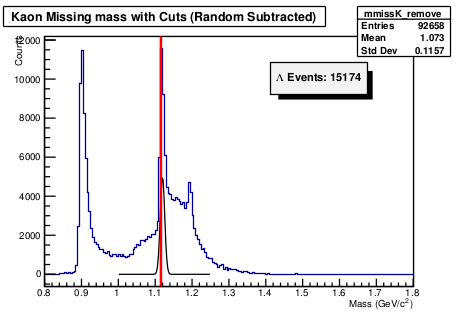 Kaon Missing mass with Cuts (Random Subtracted)
mmissK_remove
Entries 92658
Mean 1.073
Std Dev 0.1157
Counts
12000
10000
8000
6000
4000
2000
0
Λ Events: 15174
0.8 0.9 1 1.1 1.2 1.3 1.4 1.5 1.6 1.7 1.8
Mass (GeV/c²)